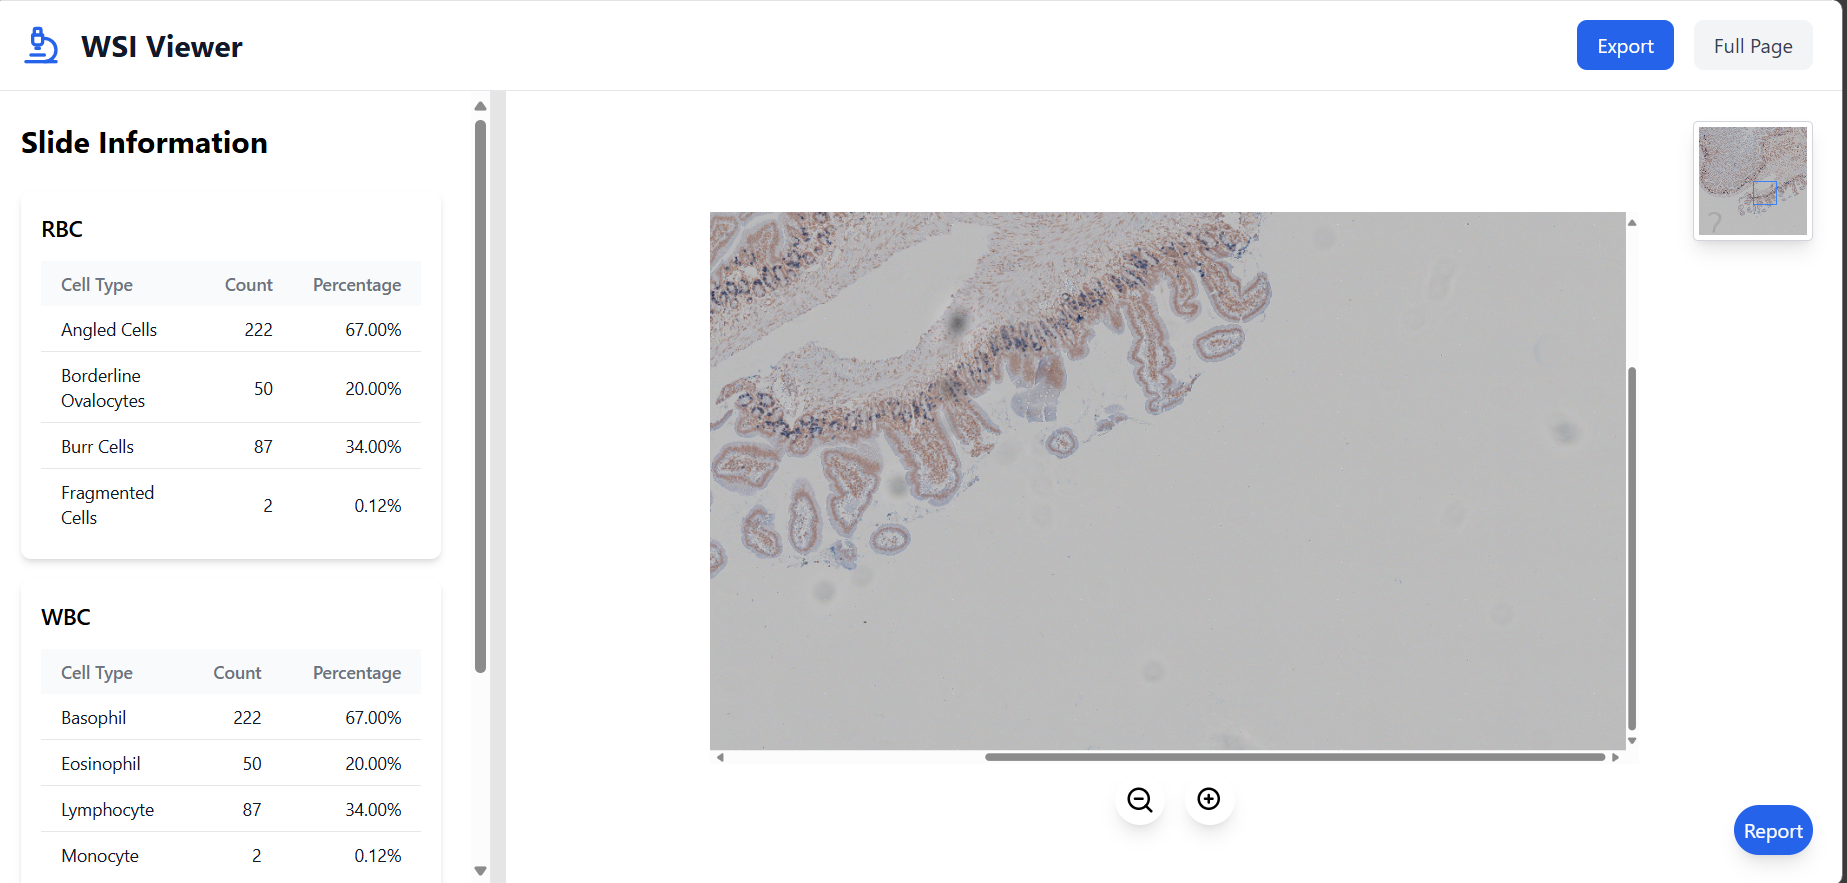 WSI Viewer
Export
Full Page
Slide Information
RBC
Cell Type Count Percentage
Angled Cells 222 67.00%
Borderline
Ovalocytes 50 20.00%
Burr Cells 87 34.00%
Fragmented
Cells 2 0.12%
WBC
Cell Type Count Percentage
Basophil 222 67.00%
Eosinophil 50 20.00%
Lymphocyte 87 34.00%
Monocyte 2 0.12%
?
Report